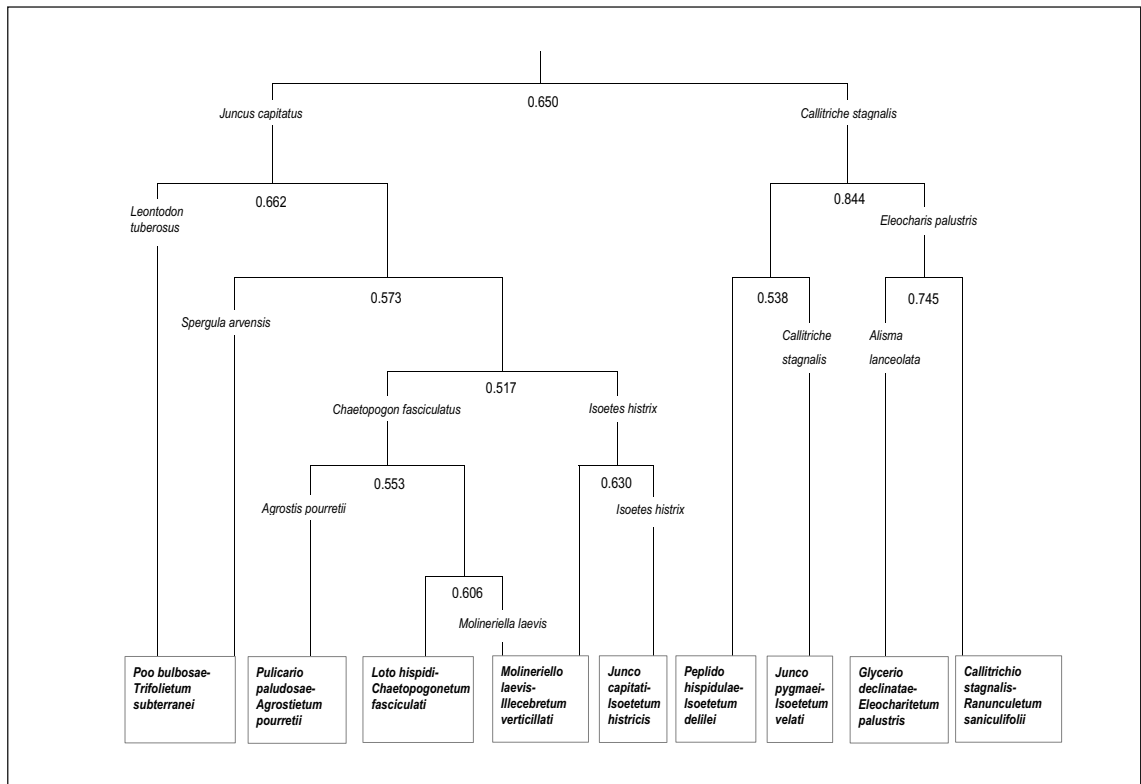 0.650
Juncus capitatus
Callitriche stagnalis
0.662
0.844
Leontodon
tuberosus
Eleocharis palustris
0.573
0.538
0.745
Spergula arvensis
Callitriche
stagnalis
Alisma
lanceolata
0.517
Chaetopogon fasciculatus
Isoetes histrix
0.553
0.630
Agrostis pourretii
Isoetes histrix
0.606
Molineriella laevis
Poo bulbosae-
Trifolietum
subterranei
Pulicario
paludosae-
Agrostietum
pourretii
Loto hispidi-
Chaetopogonetum
fasciculati
Molineriello
laevis-
Illecebretum
verticillati
Junco
capitati-
Isoetetum
histricis
Peplido
hispidulae-
Isoetetum
delilei
Junco
pygmaei-
Isoetetum
velati
Glycerio
declinatae-
Eleocharitetum
palustris
Callitrichio
stagnalis-
Ranunculetum
saniculifolii